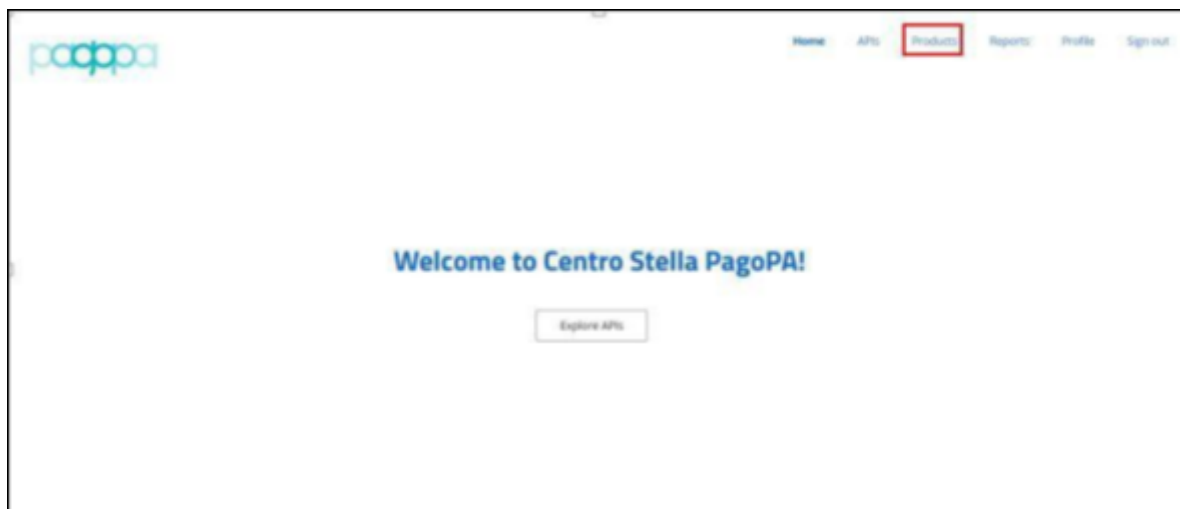 pagopa
Home APIs Products Reports Profile Sign out
Welcome to Centro Stella PagoPA!
Explore APIs